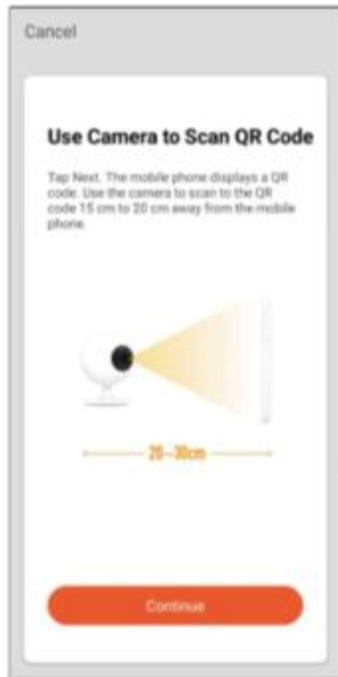 Cancel
Use Camera to Scan QR Code
Tap Next. The mobile phone displays a QR
code. Use the camera to scan to the QR
code 15 cm to 20 cm away from the mobile
phone.
20~30cm
Continue